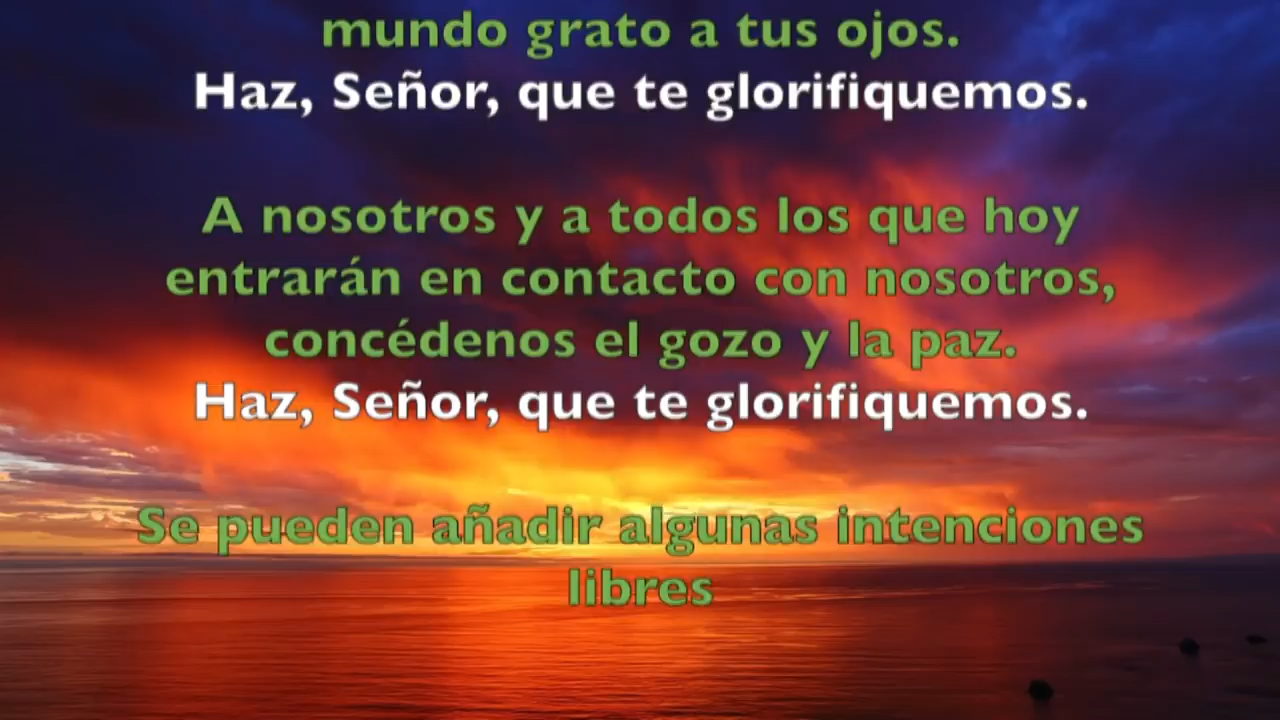 mundo grato a tus ojos.
Haz, Señor, que te glorifiquemos.
A nosotros y a todos los que hoy
entrarán en contacto con nosotros,
concédenos el gozo y la paz.
Haz, Señor, que te glorifiquemos.
Se pueden añadir algunas intenciones
libres